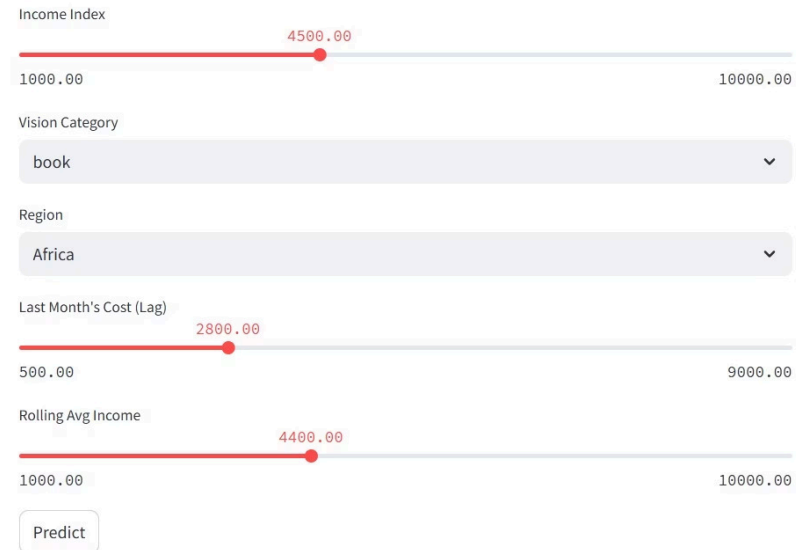 Income Index
4500.00
1000.00 10000.00
Vision Category
book
Region
Africa
Last Month's Cost (Lag)
2800.00
500.00 9000.00
Rolling Avg Income
4400.00
1000.00 10000.00
Predict